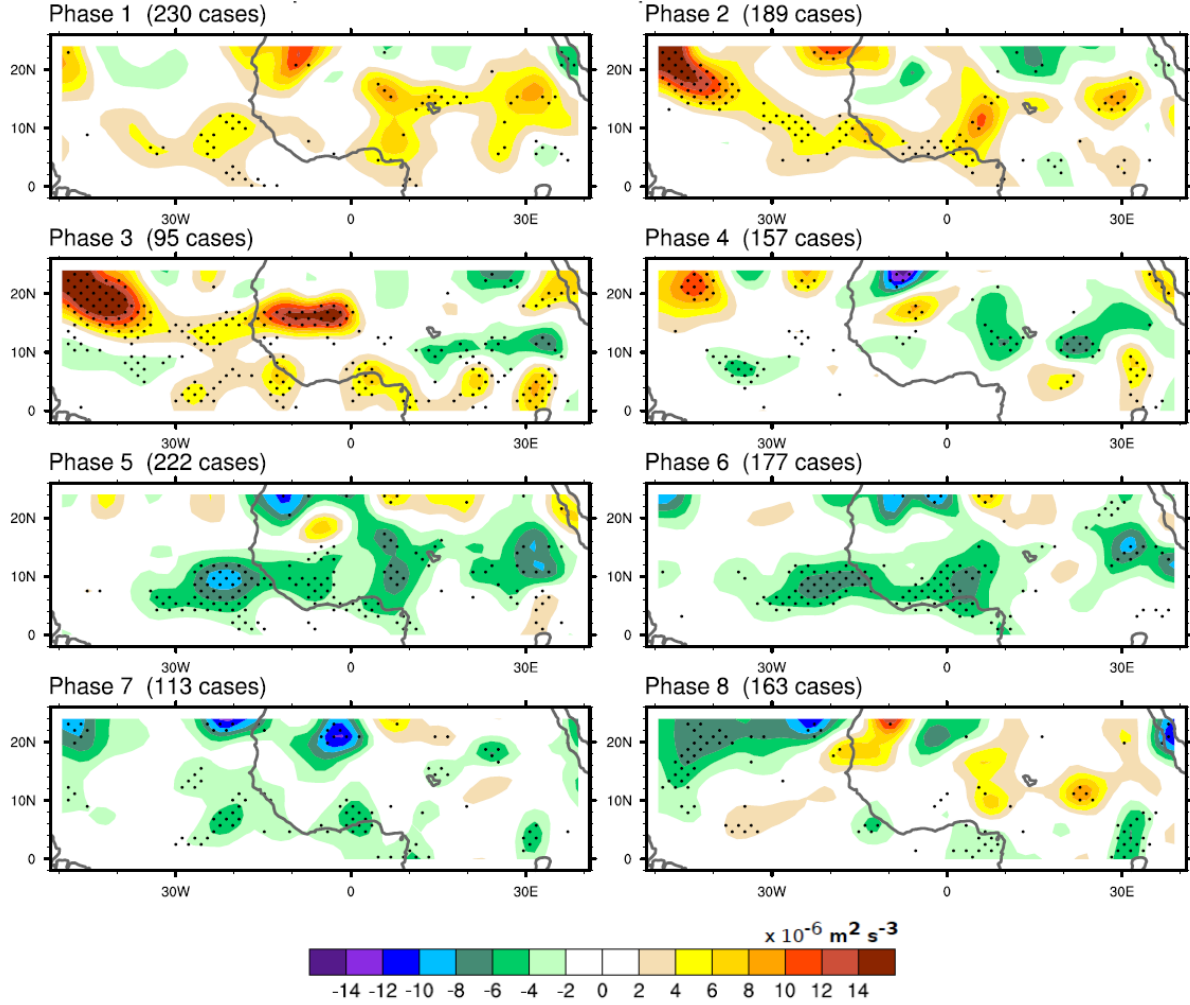 Phase 1 (230 cases)
Phase 2 (189 cases)
20N
10N
0
30W
0
30E
20N
10N
0
30W
0
30E
Phase 3 (95 cases)
Phase 4 (157 cases)
20N
10N
0
30W
0
30E
20N
10N
0
30W
0
30E
Phase 5 (222 cases)
Phase 6 (177 cases)
20N
10N
0
30W
0
30E
20N
10N
0
30W
0
30E
Phase 7 (113 cases)
Phase 8 (163 cases)
20N
10N
0
30W
0
30E
20N
10N
0
30W
0
30E
x 10⁻⁶ m² s⁻³
-14 -12 -10 -8 -6 -4 -2 0 2 4 6 8 10 12 14